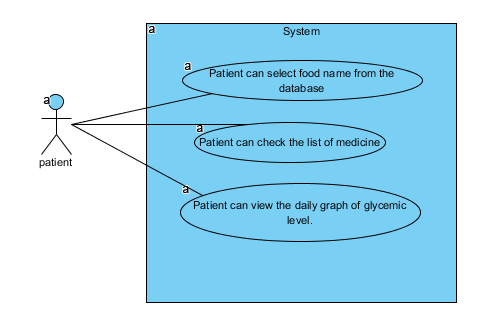 a
System
a
Patient can select food name from the
database
a
patient
a
Patient can check the list of medicine
a
Patient can view the daily graph of glycemic
level.